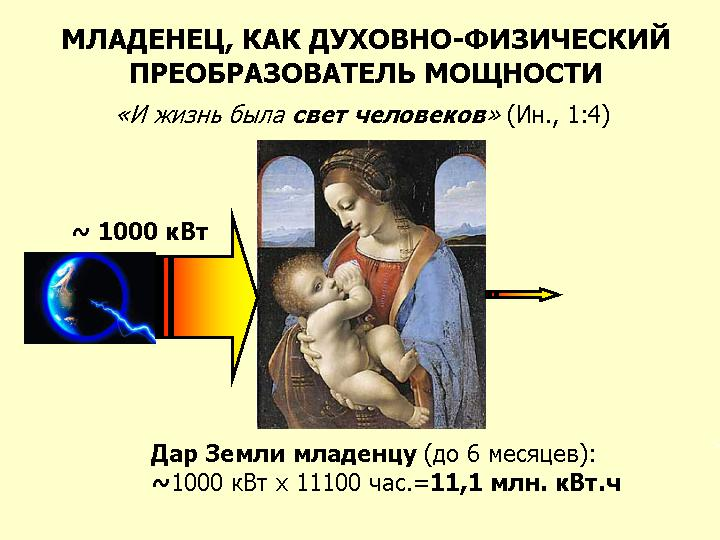 МЛАДЕНЕЦ, КАК ДУХОВНО-ФИЗИЧЕСКИЙ
ПРЕОБРАЗОВАТЕЛЬ МОЩНОСТИ
«И жизнь была свет человеков» (Ин., 1:4)
~ 1000 кВт
Дар Земли младенцу (до 6 месяцев):
~1000 кВт х 11100 час.=11,1 млн. кВт.ч